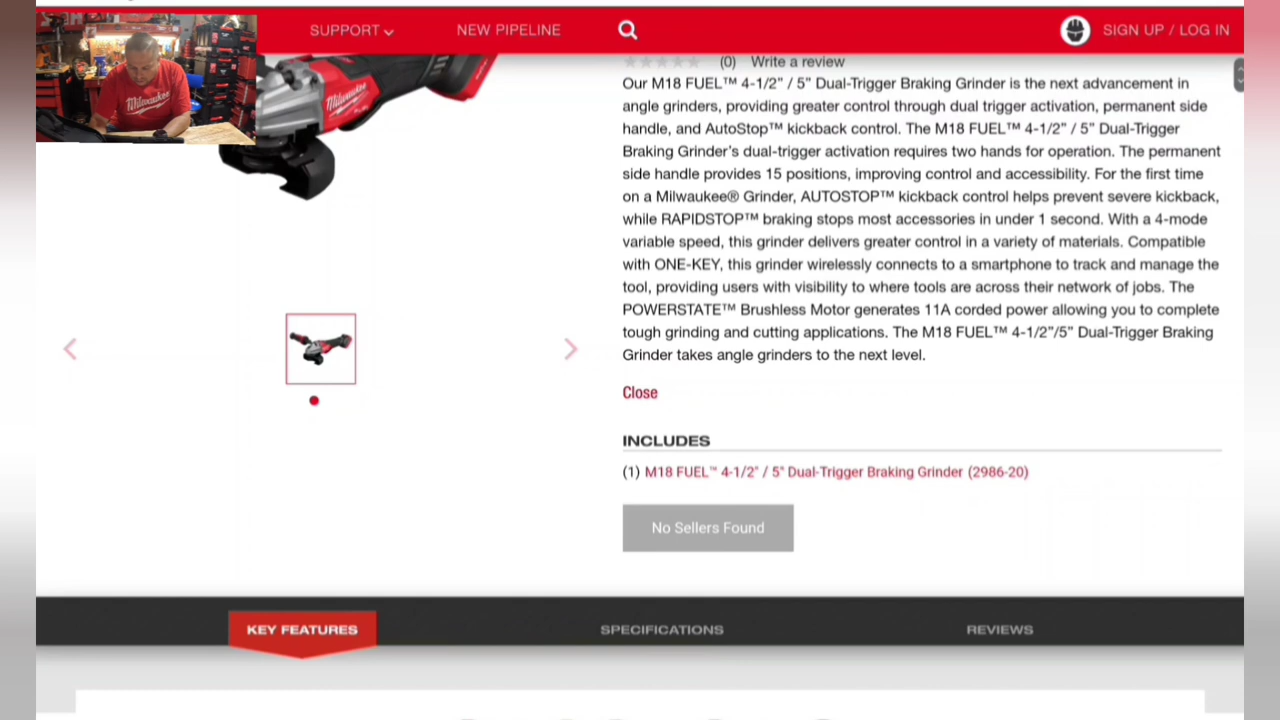 SUPPORT
NEW PIPELINE
SIGN UP / LOG IN
Milwaukee
Milwaukee
(0) Write a review
Our M18 FUEL™ 4-1/2” / 5” Dual-Trigger Braking Grinder is the next advancement in
angle grinders, providing greater control through dual trigger activation, permanent side
handle, and AutoStop™ kickback control. The M18 FUEL™ 4-1/2” / 5” Dual-Trigger
Braking Grinder’s dual-trigger activation requires two hands for operation. The permanent
side handle provides 15 positions, improving control and accessibility. For the first time
on a Milwaukee® Grinder, AUTOSTOP™ kickback control helps prevent severe kickback,
while RAPIDSTOP™ braking stops most accessories in under 1 second. With a 4-mode
variable speed, this grinder delivers greater control in a variety of materials. Compatible
with ONE-KEY, this grinder wirelessly connects to a smartphone to track and manage the
tool, providing users with visibility to where tools are across their network of jobs. The
POWERSTATE™ Brushless Motor generates 11A corded power allowing you to complete
tough grinding and cutting applications. The M18 FUEL™ 4-1/2”/5” Dual-Trigger Braking
Grinder takes angle grinders to the next level.
Close
INCLUDES
(1) M18 FUEL™ 4-1/2" / 5" Dual-Trigger Braking Grinder (2986-20)
No Sellers Found
KEY FEATURES
SPECIFICATIONS
REVIEWS